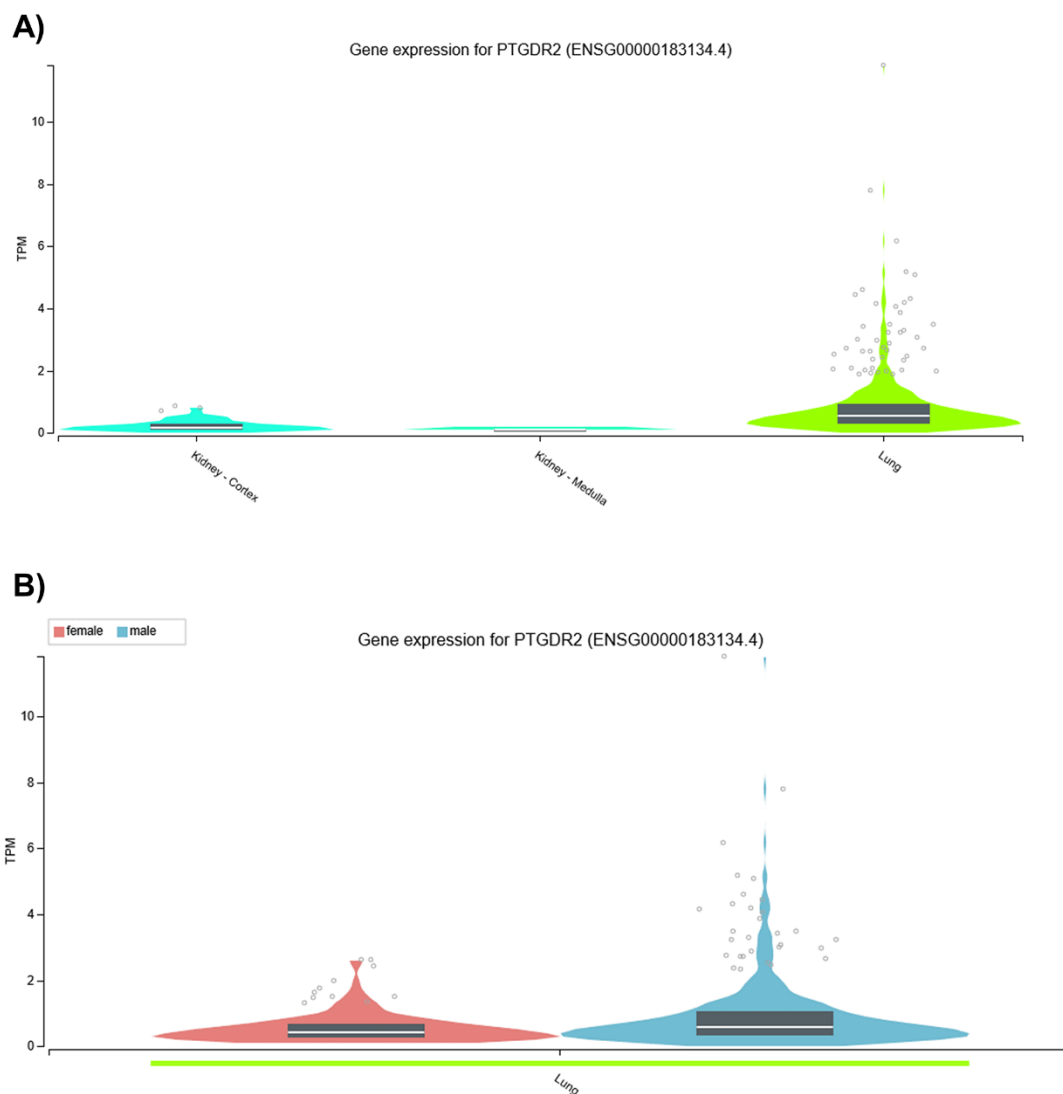 A)
Gene expression for PTGDR2 (ENSG00000183134.4)
10
8
6
4
2
0
TPM
Kidney - Cortex
Kidney - Medulla
Lung
B)
female male
Gene expression for PTGDR2 (ENSG00000183134.4)
10
8
6
4
2
0
TPM
Lung